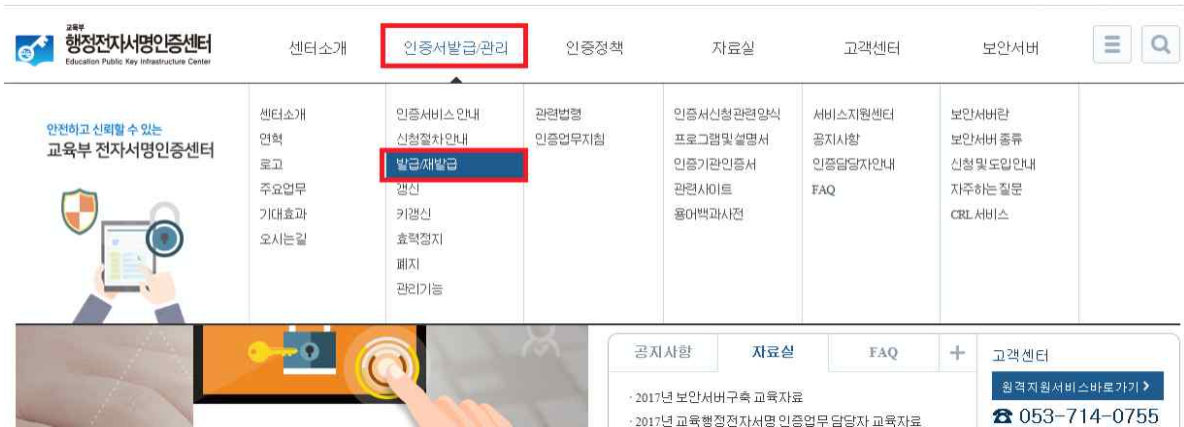 교육부
행정전자서명인증센터
Education Public Key Infrastructure Center
센터소개
인증서발급/관리
인증정책
자료실
고객센터
보안서버
안전하고 신뢰할 수 있는
교육부 전자서명인증센터
센터소개
연혁
로고
주요업무
기대효과
오시는길
인증서비스 안내
신청절차안내
발급/재발급
갱신
키갱신
효력정지
폐지
관리기능
관련법령
인증업무지침
인증서신청관련양식
프로그램및설명서
인증기관인증서
관련사이트
용어백과사전
서비스지원센터
공지사항
인증담당자안내
FAQ
보안서버란
보안서버 종류
신청및도입안내
자주하는 질문
CRL 서비스
공지사항
자료실
FAQ
+
· 2017년 보안서버구축 교육자료
· 2017년 교육행정전자서명 인증업무 담당자 교육자료
고객센터
원격지원서비스바로가기 >
☎ 053-714-0755